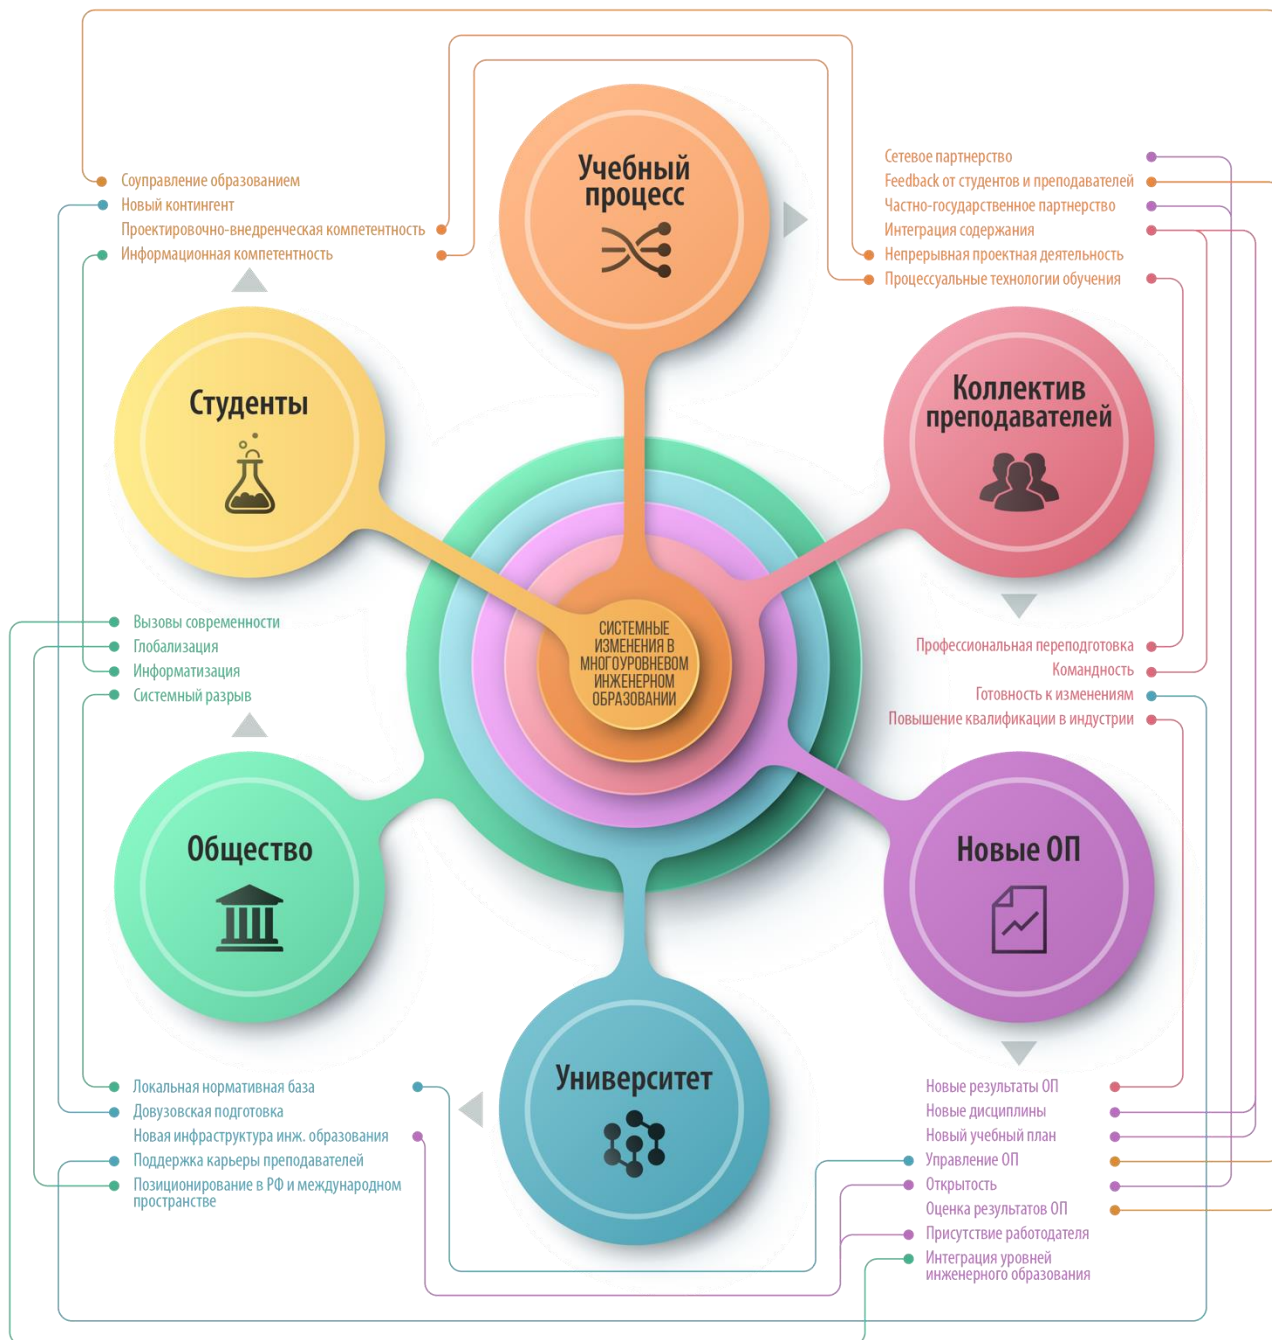 Учебный
процесс
Соуправление образованием
Новый контингент
Проектировочно-внедренческая компетентность
Информационная компетентность
Сетевое партнерство
Feedback от студентов и преподавателей
Частно-государственное партнерство
Интеграция содержания
Непрерывная проектная деятельность
Процессуальные технологии обучения
Студенты
Коллектив
преподавателей
СИСТЕМНЫЕ
ИЗМЕНЕНИЯ В
МНОГОУРОВНЕВОМ
ИНЖЕНЕРНОМ
ОБРАЗОВАНИИ
Вызовы современности
Глобализация
Информатизация
Системный разрыв
Профессиональная переподготовка
Командность
Готовность к изменениям
Повышение квалификации в индустрии
Общество
Новые ОП
Университет
Локальная нормативная база
Довузовская подготовка
Новая инфраструктура инж. образования
Поддержка карьеры преподавателей
Позиционирование в РФ и международном
пространстве
Новые результаты ОП
Новые дисциплины
Новый учебный план
Управление ОП
Открытость
Оценка результатов ОП
Присутствие работодателя
Интеграция уровней
инженерного образования